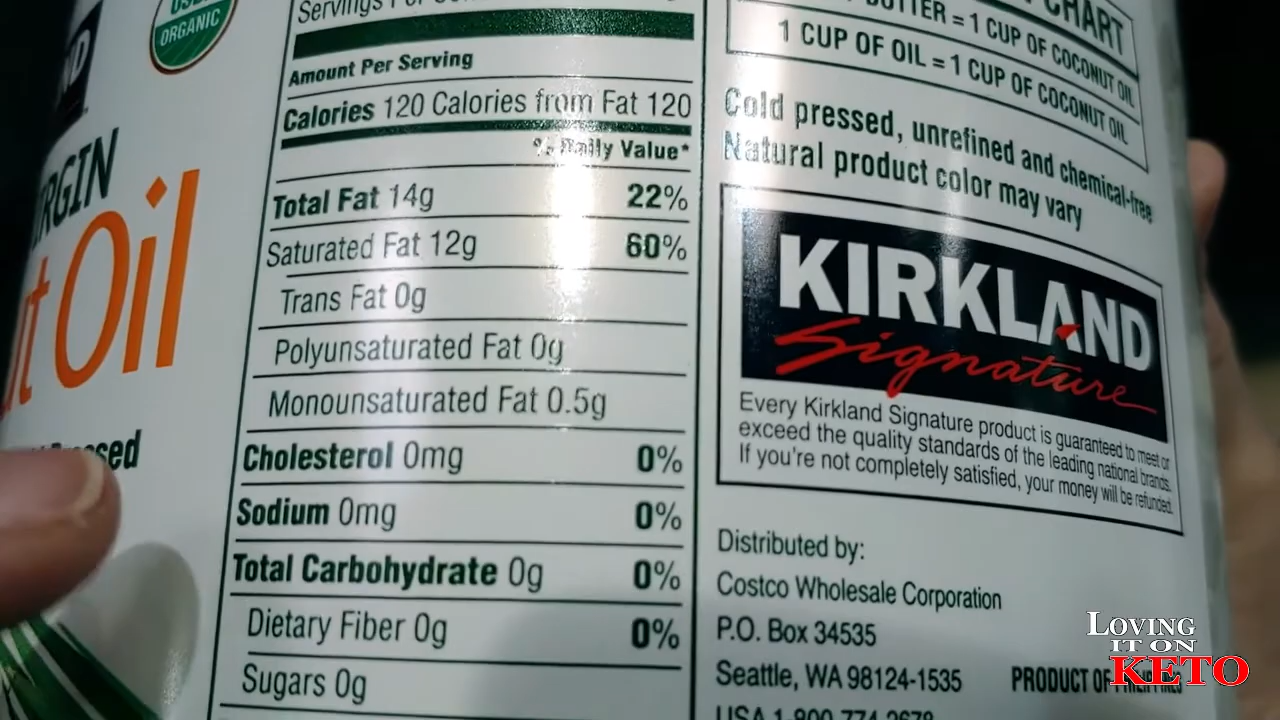 ORGANIC
VIRGIN
Oil
Servings Per
Amount Per Serving
Calories 120 Calories from Fat 120
% Daily Value*
Total Fat 14g 22%
Saturated Fat 12g 60%
Trans Fat 0g
Polyunsaturated Fat 0g
Monounsaturated Fat 0.5g
Cholesterol 0mg 0%
Sodium 0mg 0%
Total Carbohydrate 0g 0%
Dietary Fiber 0g 0%
Sugars 0g
CHART
BUTTER = 1 CUP OF COCONUT OIL
1 CUP OF OIL = 1 CUP OF COCONUT OIL
Cold pressed, unrefined and chemical-free
Natural product color may vary
KIRKLAND
Signature
Every Kirkland Signature product is guaranteed to meet or
exceed the quality standards of the leading national brands.
If you're not completely satisfied, your money will be refunded.
Distributed by:
Costco Wholesale Corporation
P.O. Box 34535
Seattle, WA 98124-1535
USA 1-800-774-2678
PRODUCT OF PHILIPPINES
LOVING
IT ON
KETO